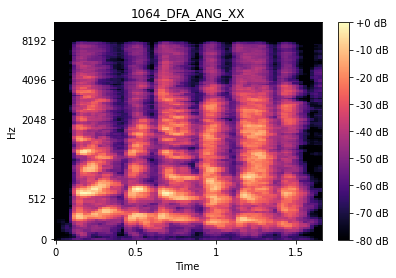 1064_DFA_ANG_XX
Hz
8192
4096
2048
1024
512
0
0
0.5
1
1.5
Time
+0 dB
-10 dB
-20 dB
-30 dB
-40 dB
-50 dB
-60 dB
-70 dB
-80 dB